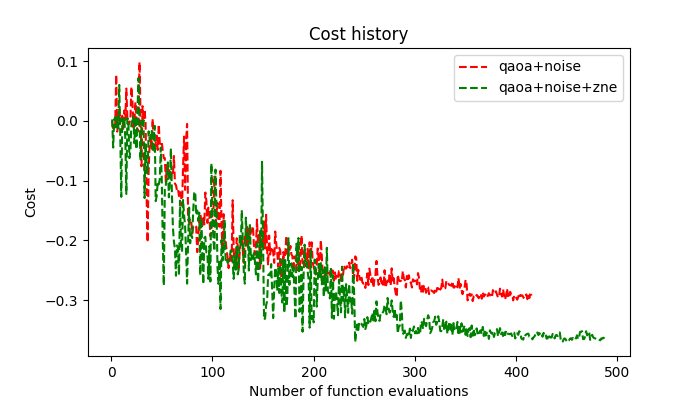 Cost history
qaoa+noise
qaoa+noise+zne
0.1
0.0
−0.1
−0.2
−0.3
Cost
0 100 200 300 400 500
Number of function evaluations